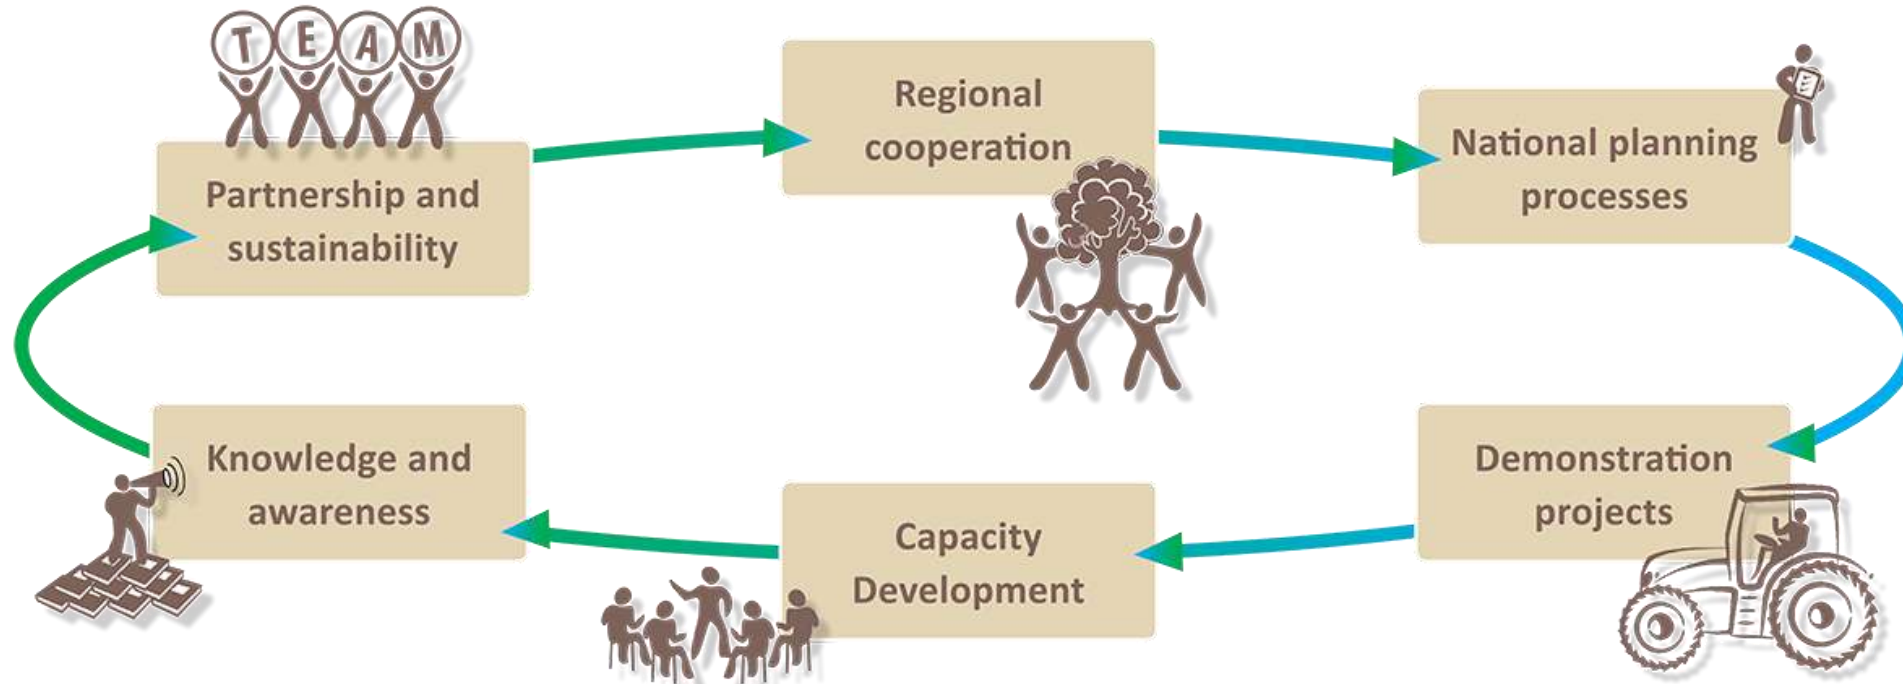 TEAM
Partnership and
sustainability
Regional
cooperation
National planning
processes
Demonstration
projects
Capacity
Development
Knowledge and
awareness